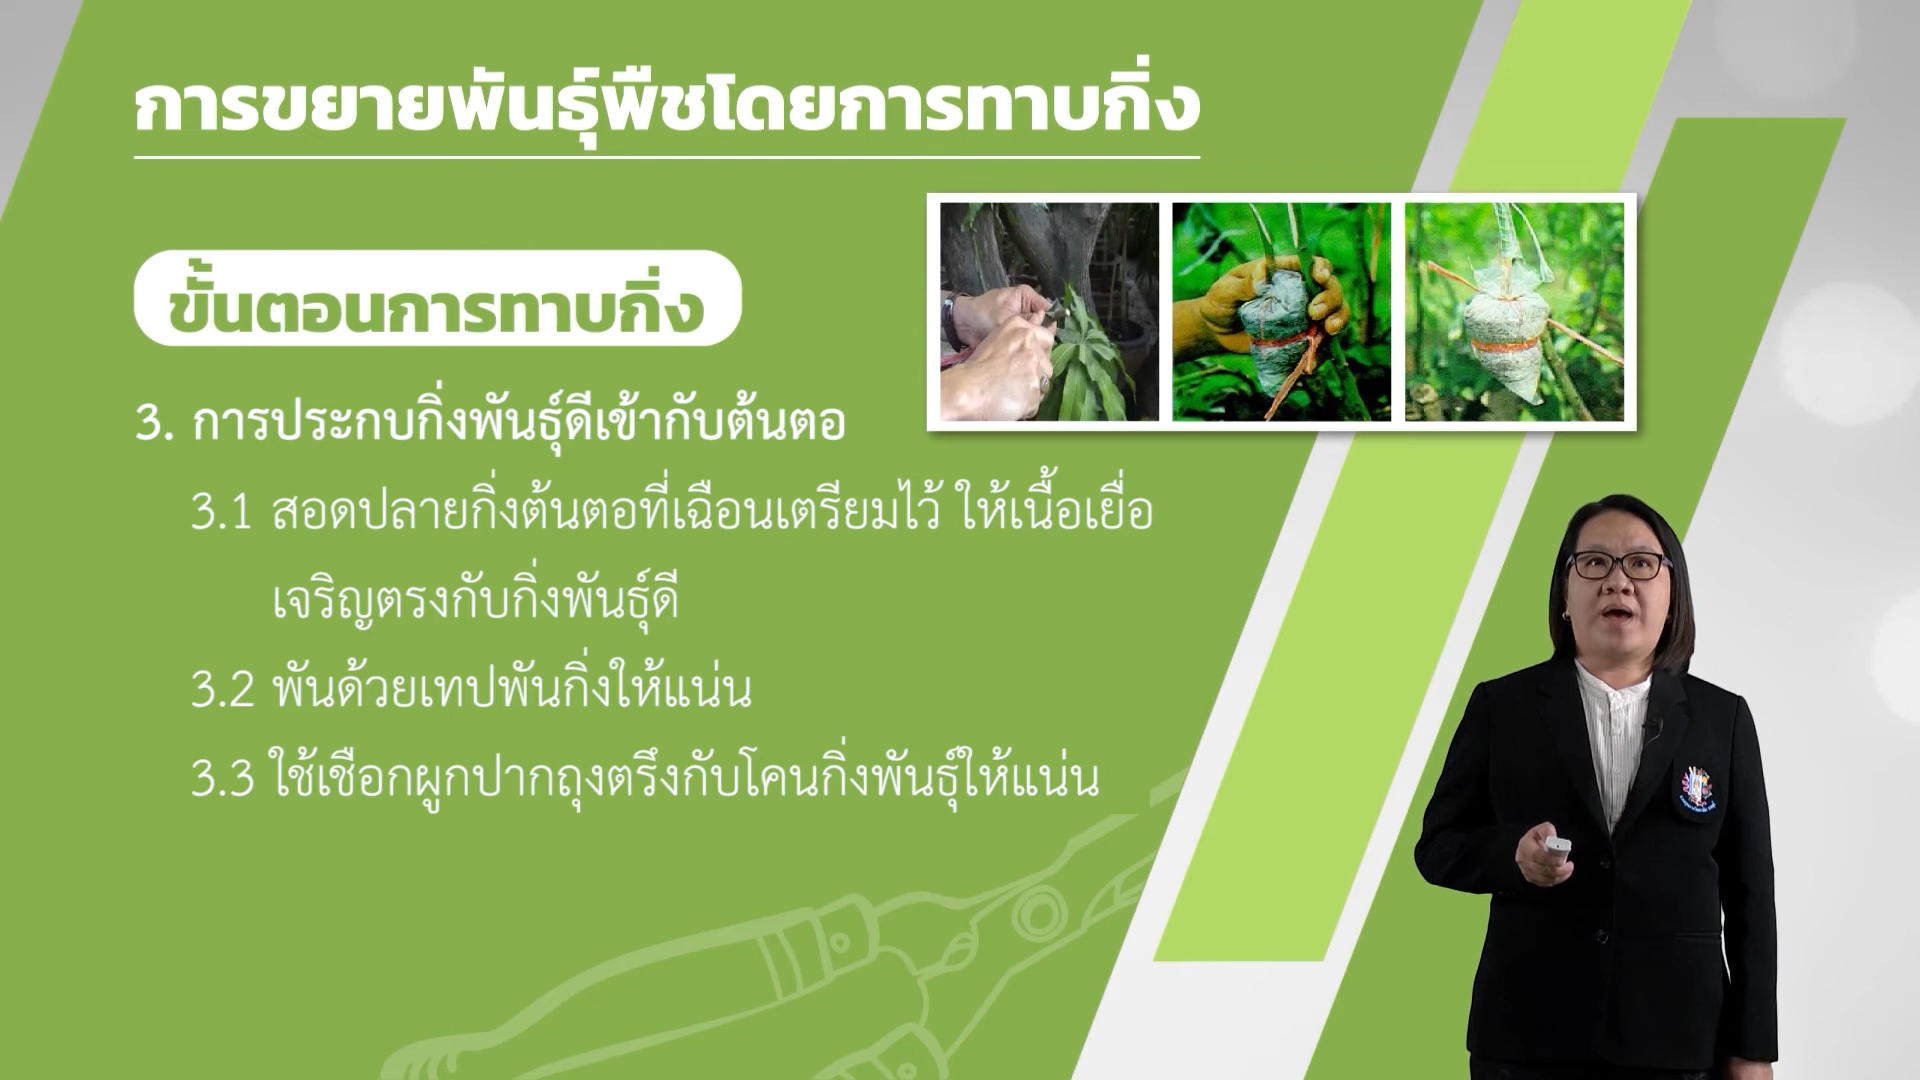 การขยายพันธุ์พืชโดยการทาบกิ่ง
ขั้นตอนการทาบกิ่ง
3. การประกบกิ่งพันธุ์ดีเข้ากับต้นตอ
3.1 สอดปลายกิ่งต้นตอที่เฉือนเตรียมไว้ ให้เนื้อเยื่อ
เจริญตรงกับกิ่งพันธุ์ดี
3.2 พันด้วยเทปพันกิ่งให้แน่น
3.3 ใช้เชือกผูกปากถุงตรึงกับโคนกิ่งพันธุ์ให้แน่น